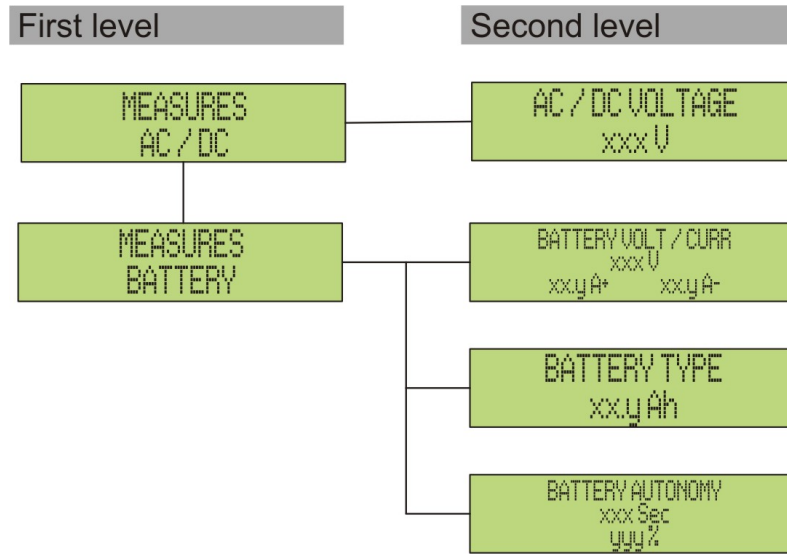 First level
Second level
MEASURES
AC / DC
AC / DC VOLTAGE
xxx V
MEASURES
BATTERY
BATTERY VOLT / CURR
xxx V
xx.y A+ xx.y A-
BATTERY TYPE
xx.y Ah
BATTERY AUTONOMY
xxx Sec
yyy %